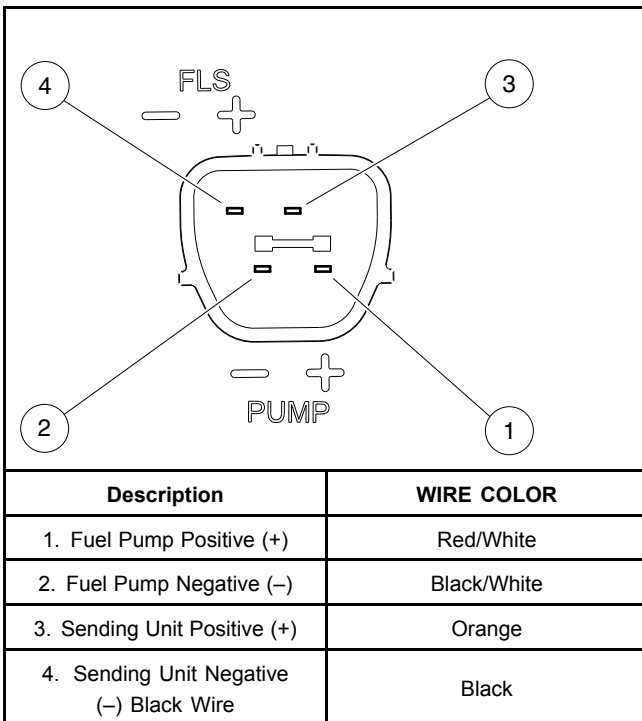 FLS
4
3
− +
− +
PUMP
2
1
Description WIRE COLOR
1. Fuel Pump Positive (+) Red/White
2. Fuel Pump Negative (–) Black/White
3. Sending Unit Positive (+) Orange
4. Sending Unit Negative
(–) Black Wire Black